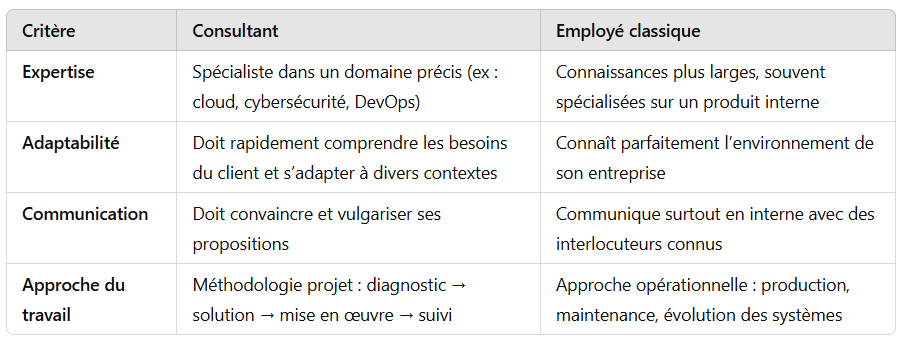 Critère Consultant Employé classique
Expertise Spécialiste dans un domaine précis (ex : Connaissances plus larges, souvent
cloud, cybersécurité, DevOps) spécialisées sur un produit interne
Adaptabilité Doit rapidement comprendre les besoins Connaît parfaitement l’environnement de
du client et s’adapter à divers contextes son entreprise
Communication Doit convaincre et vulgariser ses Communique surtout en interne avec des
propositions interlocuteurs connus
Approche du Méthodologie projet : diagnostic → Approche opérationnelle : production,
travail solution → mise en œuvre → suivi maintenance, évolution des systèmes